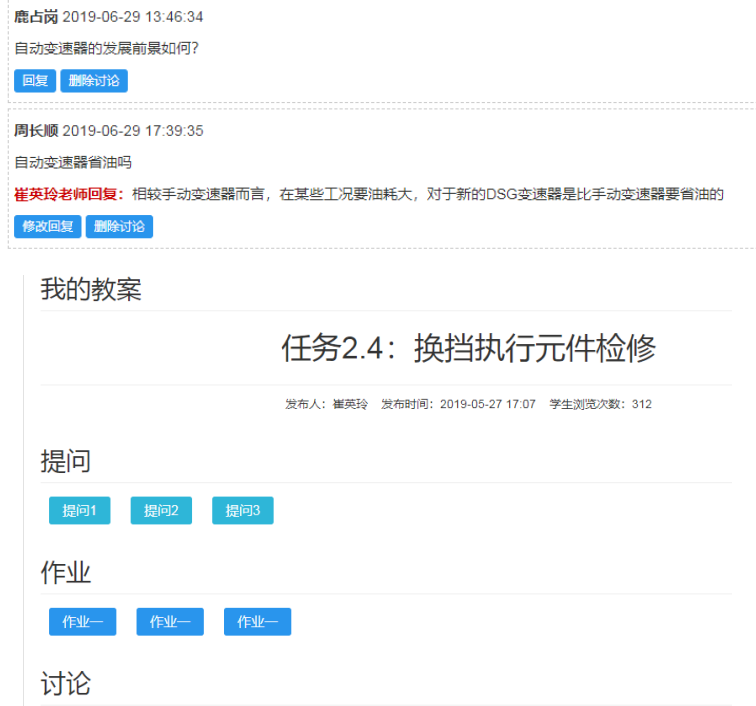 鹿占岗 2019-06-29 13:46:34
自动变速器的发展前景如何?
回复 删除讨论
周长顺 2019-06-29 17:39:35
自动变速器省油吗
崔英玲老师回复：相较手动变速器而言，在某些工况要油耗大，对于新的DSG变速器是比手动变速器要省油的
修改回复 删除讨论
我的教案
任务2.4：换挡执行元件检修
发布人：崔英玲 发布时间：2019-05-27 17:07 学生浏览次数：312
提问
提问1 提问2 提问3
作业
作业一 作业一 作业一
讨论